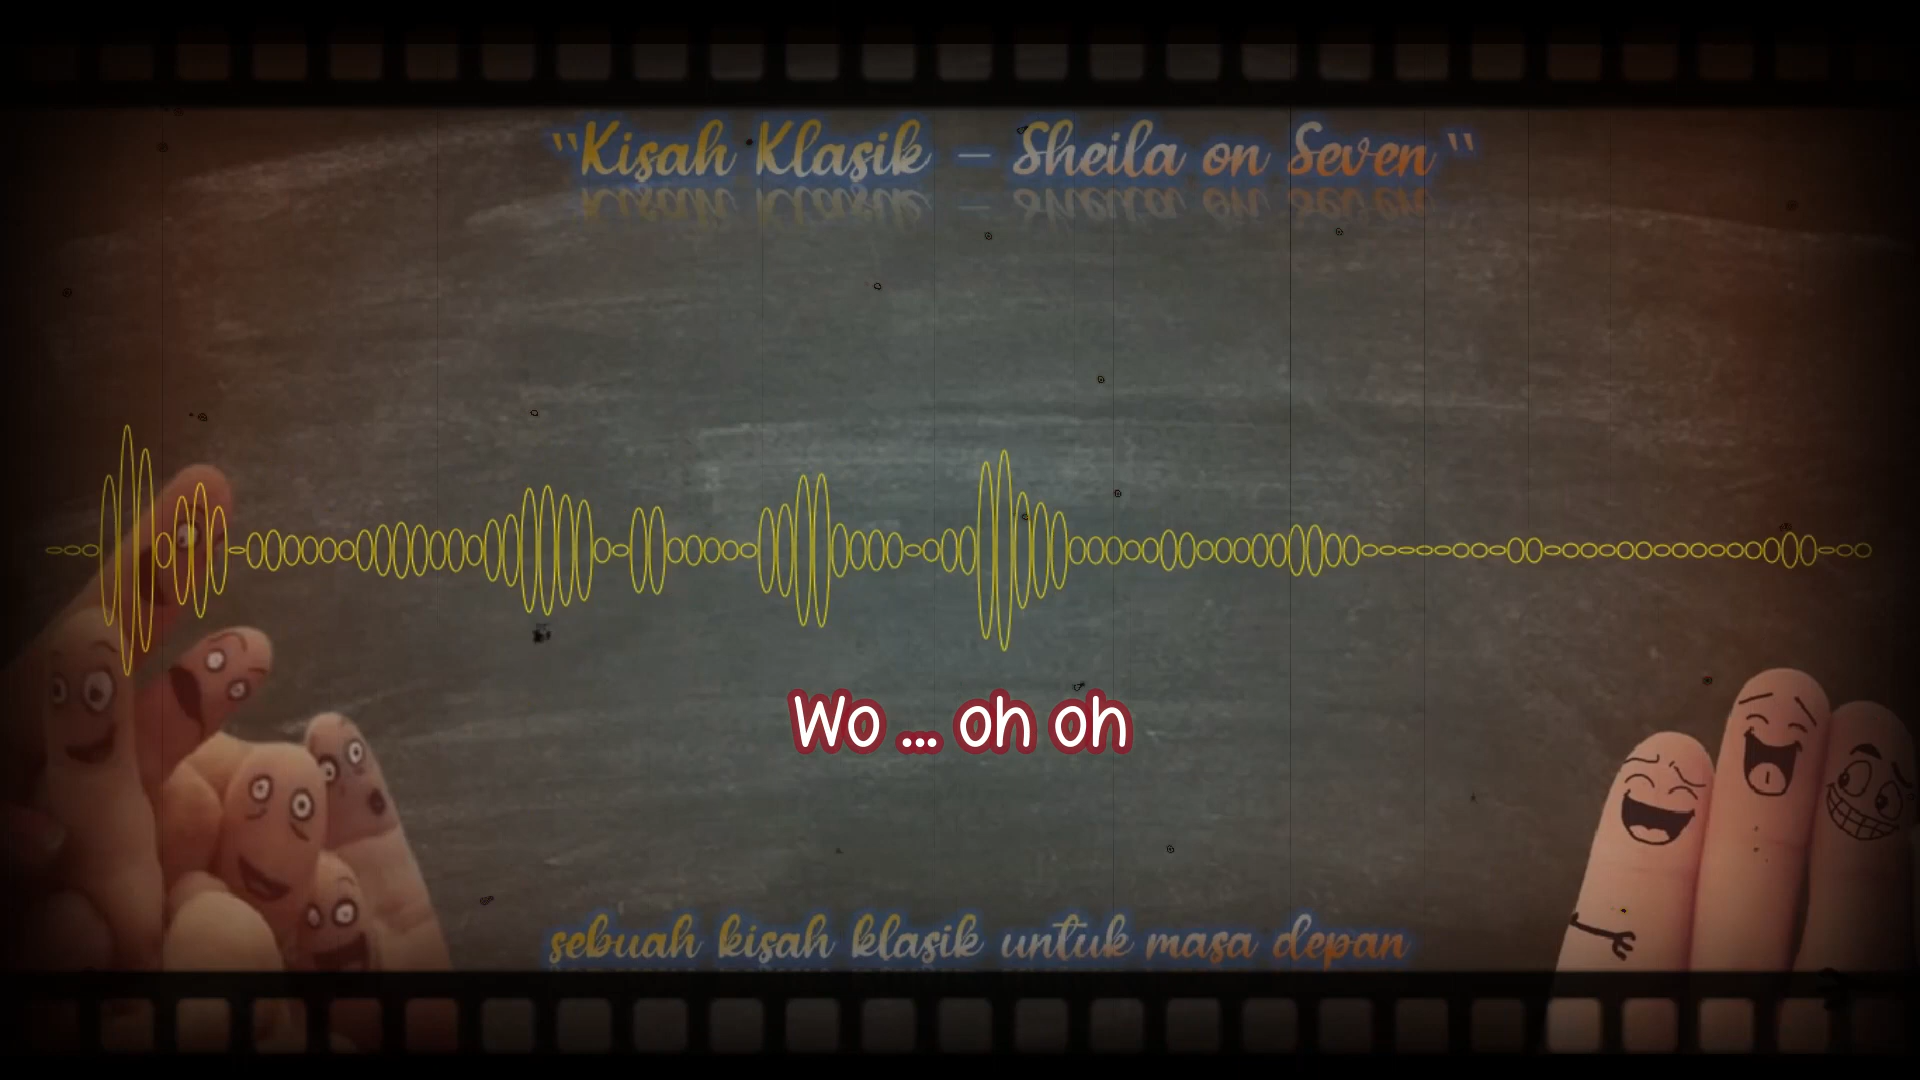 "Kisah Klasik - Sheila on Seven"
Wo ... oh oh
sebuah kisah klasik untuk masa depan